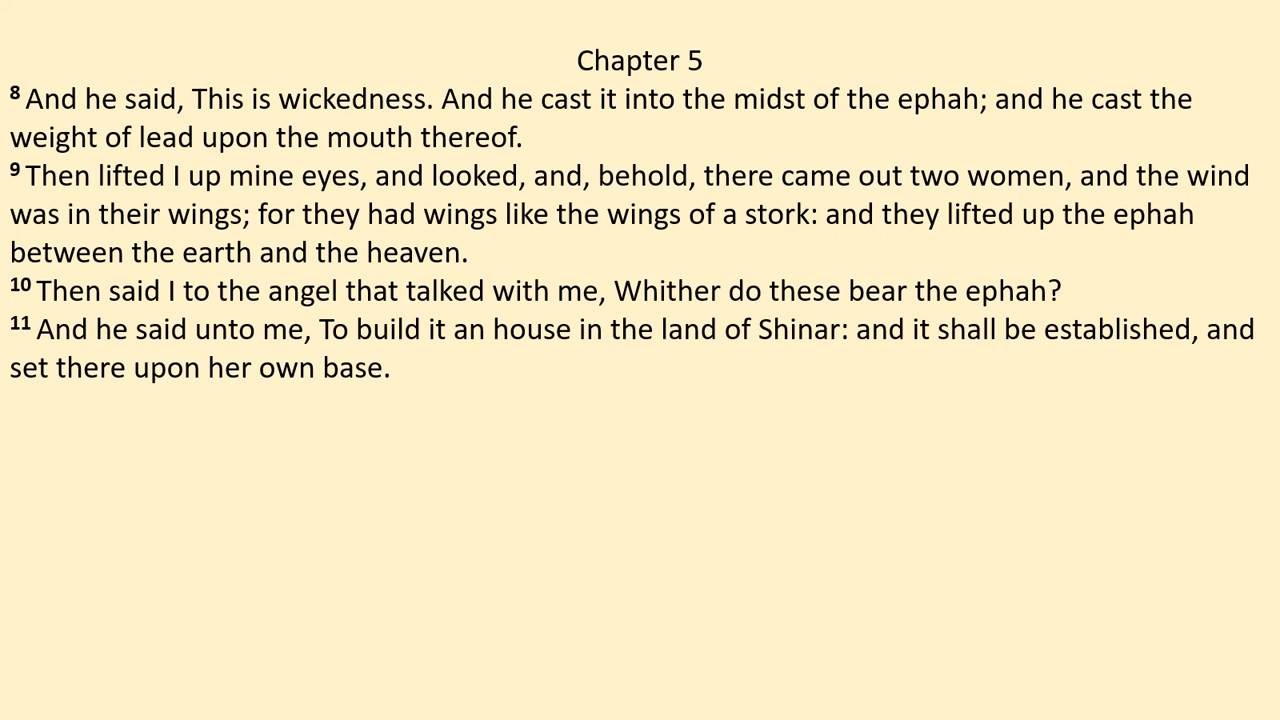 Chapter 5
8 And he said, This is wickedness. And he cast it into the midst of the ephah; and he cast the
weight of lead upon the mouth thereof.
9 Then lifted I up mine eyes, and looked, and, behold, there came out two women, and the wind
was in their wings; for they had wings like the wings of a stork: and they lifted up the ephah
between the earth and the heaven.
10 Then said I to the angel that talked with me, Whither do these bear the ephah?
11 And he said unto me, To build it an house in the land of Shinar: and it shall be established, and
set there upon her own base.